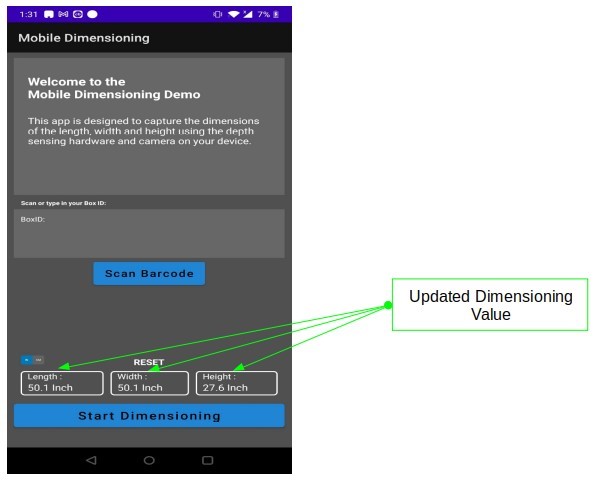 1:31
7%
Mobile Dimensioning
Welcome to the
Mobile Dimensioning Demo
This app is designed to capture the dimensions
of the length, width and height using the depth
sensing hardware and camera on your device.
Scan or type in your Box ID:
BoxID:
Scan Barcode
RESET
Length :
50.1 Inch
Width :
50.1 Inch
Height :
27.6 Inch
Start Dimensioning
Updated Dimensioning
Value